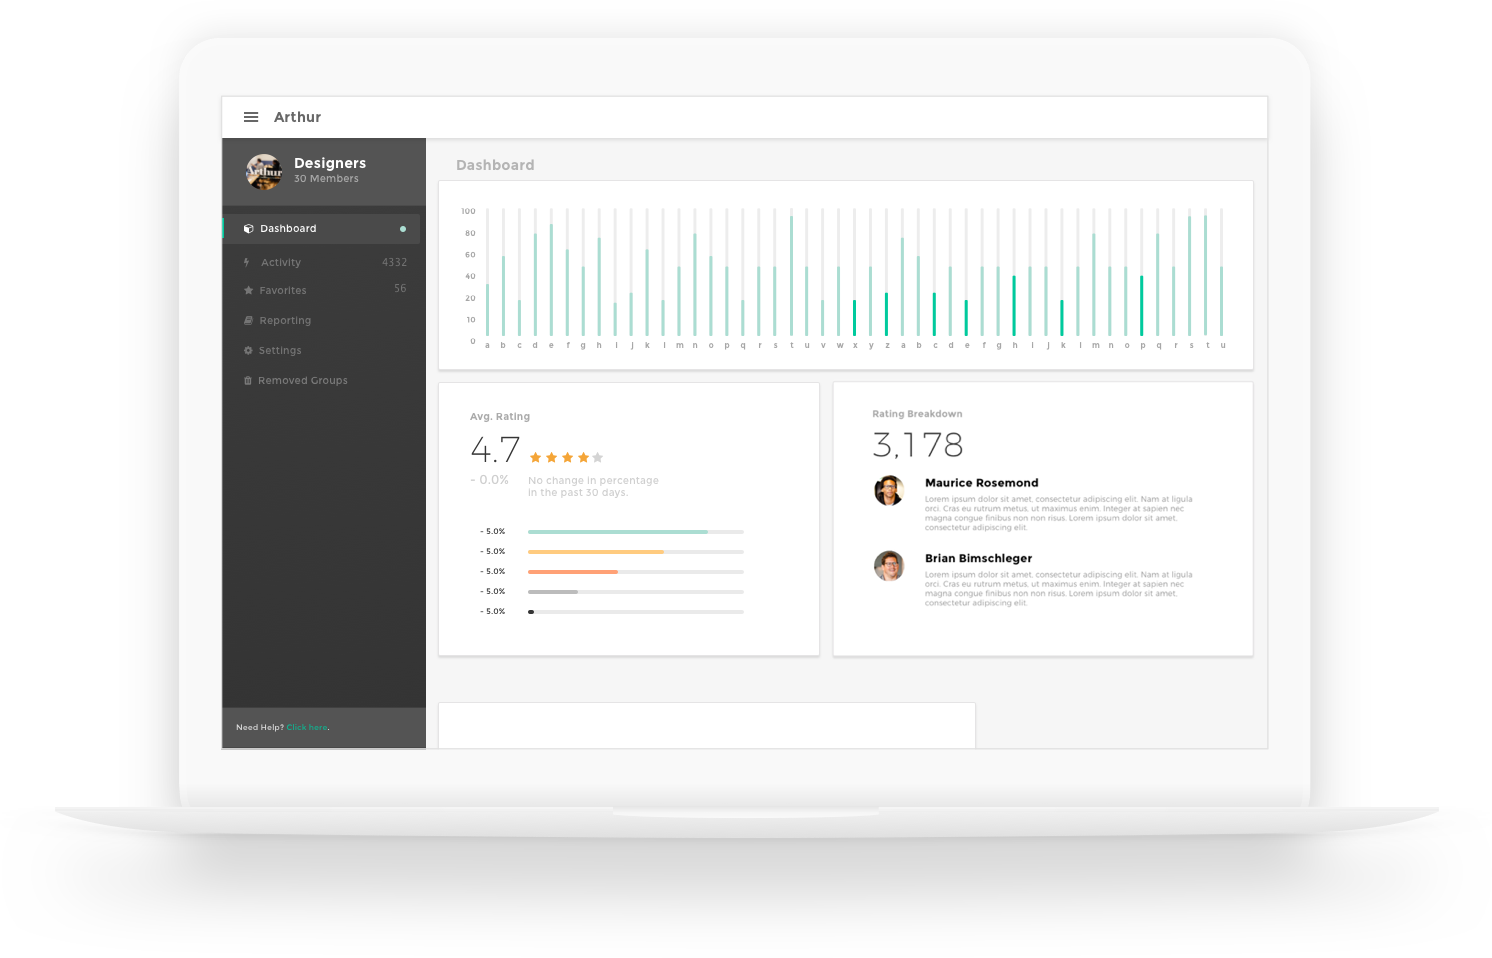 Arthur
Designers
30 Members
Dashboard
Activity 4332
Favorites 56
Reporting
Settings
Removed Groups
Need Help? Click here.
Dashboard
100
80
60
40
20
10
0
a b c d e f g h i j k l m n o p q r s t u v w x y z a b c d e f g h i j k l m n o p q r s t u
Avg. Rating
4.7
- 0.0% No change in percentage
in the past 30 days.
- 5.0%
- 5.0%
- 5.0%
- 5.0%
- 5.0%
Rating Breakdown
3,178
Maurice Rosemond
Lorem ipsum dolor sit amet, consectetur adipiscing elit. Nam at ligula
orci. Cras eu rutrum metus, ut maximus enim. Integer at sapien nec
magna congue finibus non non risus. Lorem ipsum dolor sit amet,
consectetur adipiscing elit.
Brian Bimschleger
Lorem ipsum dolor sit amet, consectetur adipiscing elit. Nam at ligula
orci. Cras eu rutrum metus, ut maximus enim. Integer at sapien nec
magna congue finibus non non risus. Lorem ipsum dolor sit amet,
consectetur adipiscing elit.